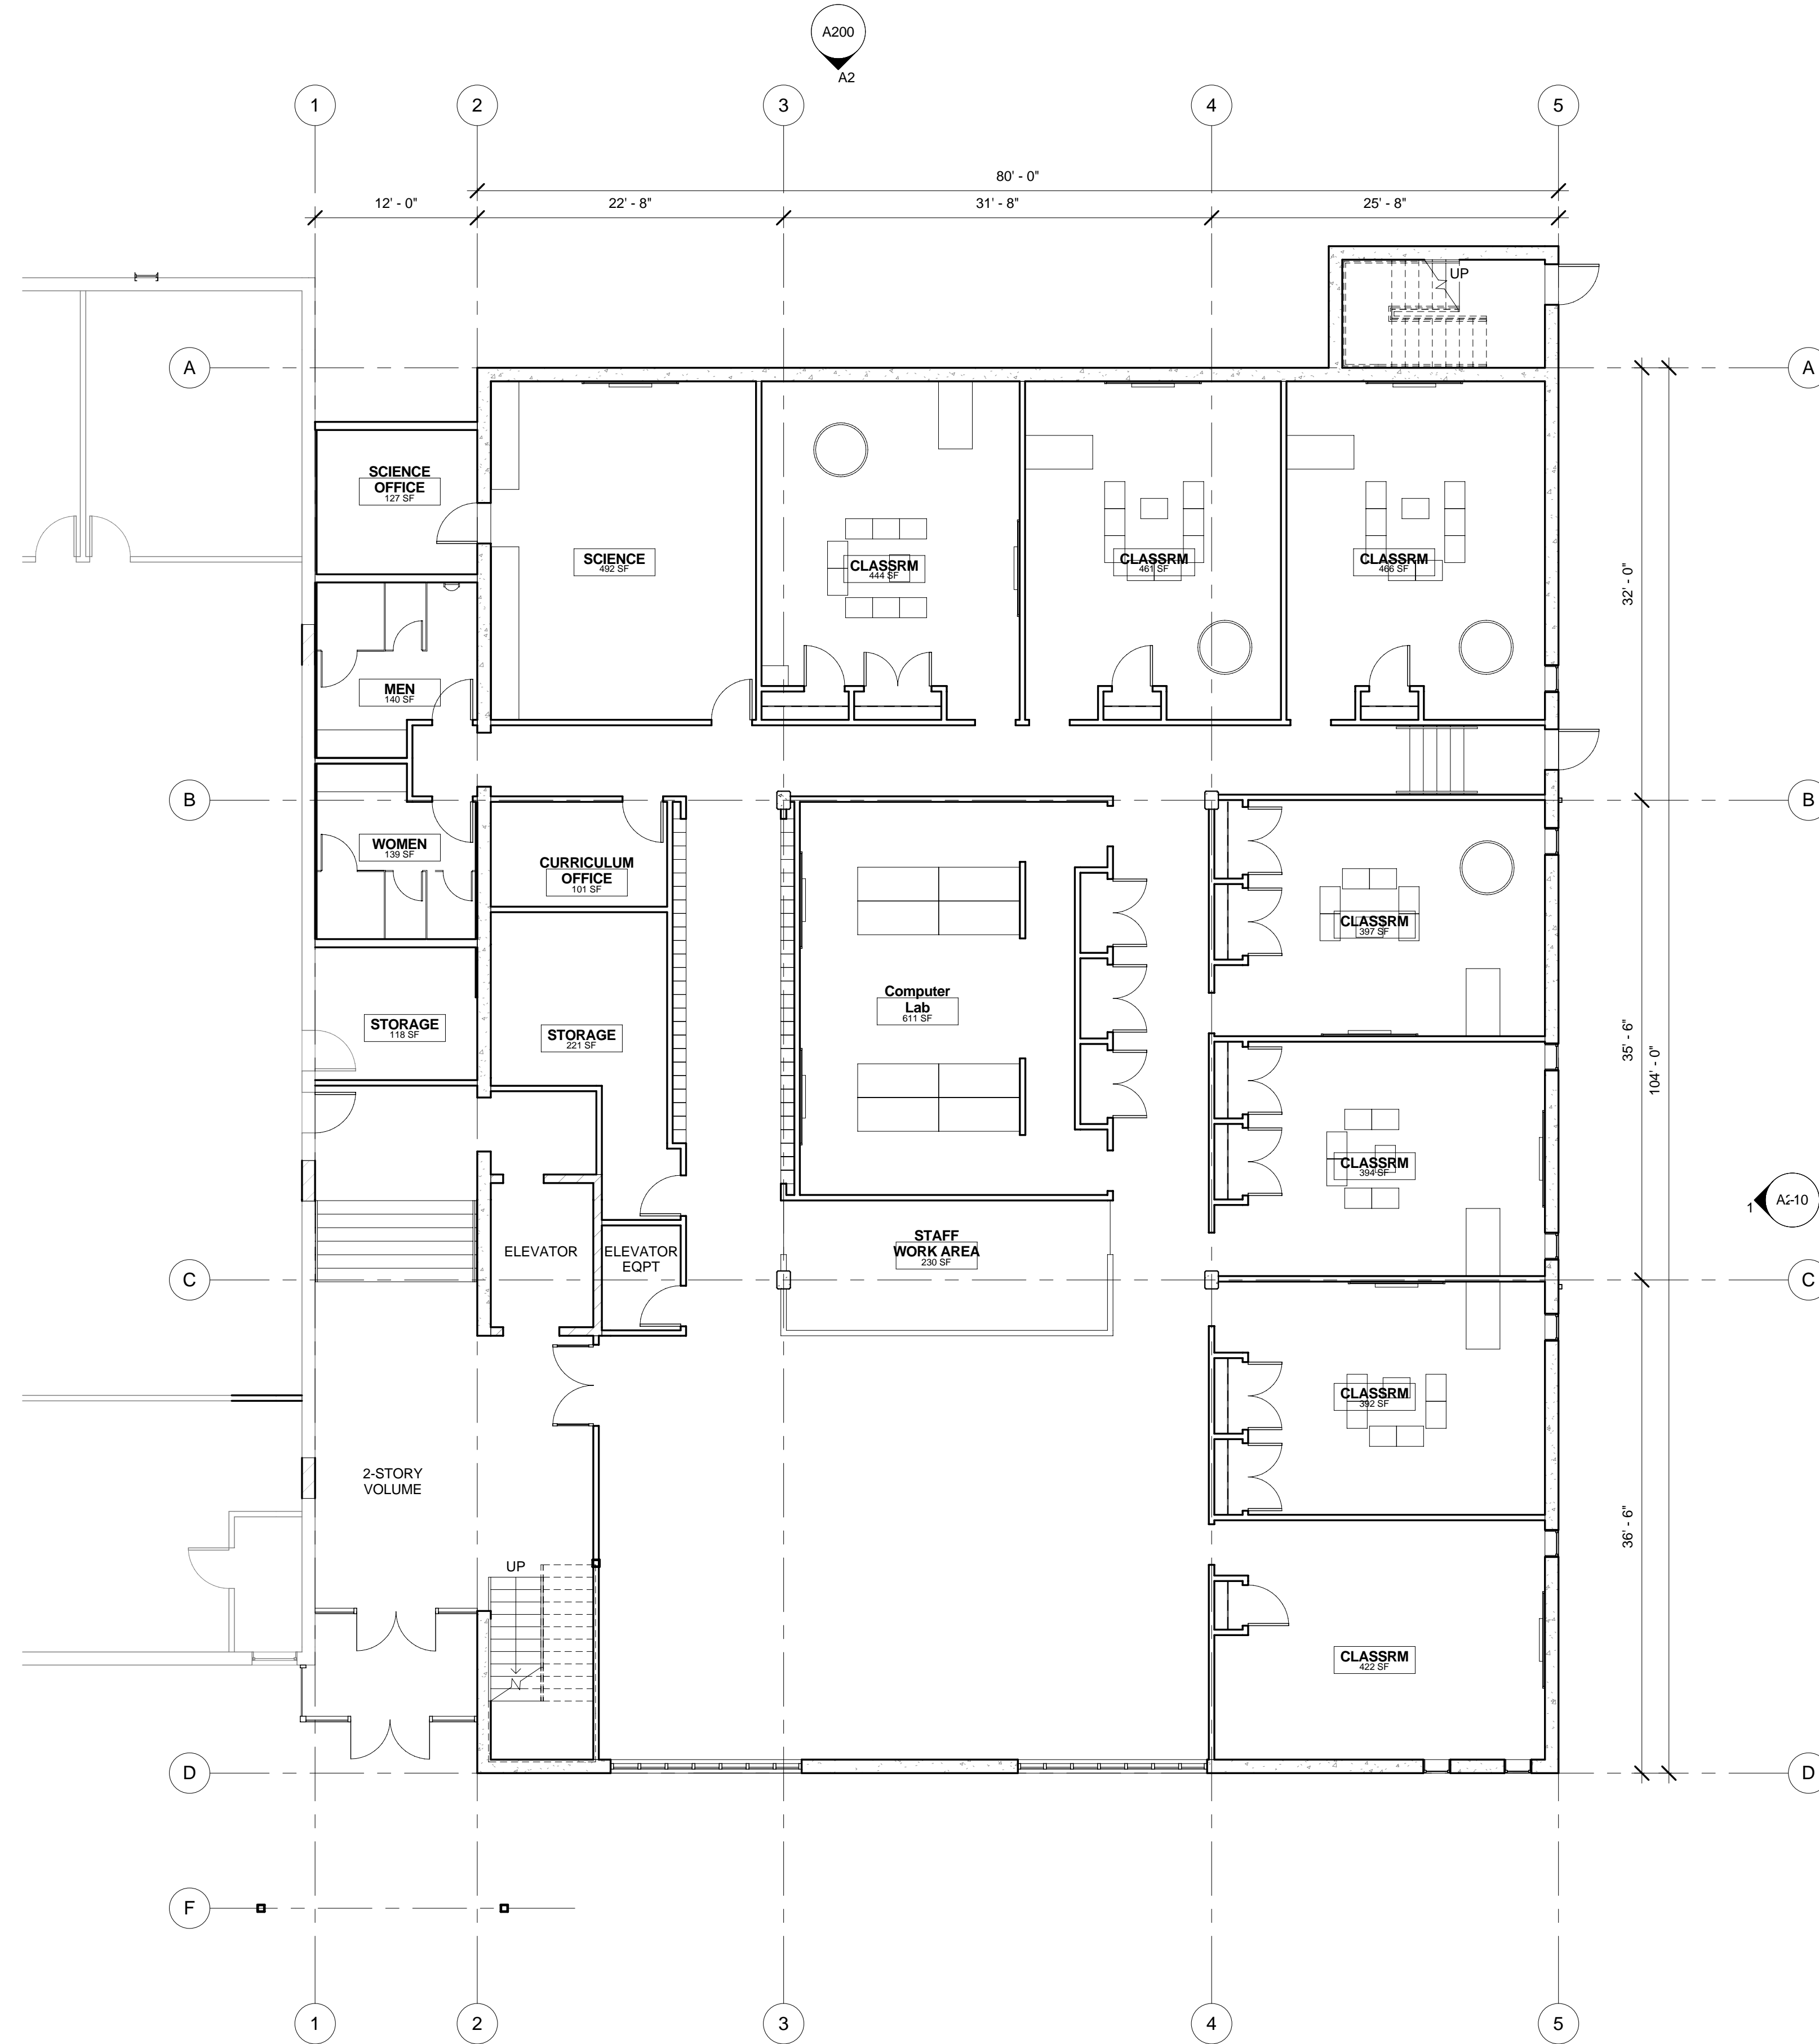 A200
A2
1 2 3 4 5
80' - 0"
12' - 0" 22' - 8" 31' - 8" 25' - 8"
UP
A A
SCIENCE
OFFICE
127 SF
SCIENCE
492 SF
CLASSRM
444 SF
CLASSRM
461 SF
CLASSRM
466 SF
32' - 0"
MEN
140 SF
B B
WOMEN
139 SF
CURRICULUM
OFFICE
101 SF
CLASSRM
397 SF
Computer
Lab
611 SF
STORAGE
118 SF
STORAGE
221 SF
35' - 6"
104' - 0"
CLASSRM
394 SF
1
STAFF
WORK AREA
230 SF
ELEVATOR
ELEVATOR
EQPT
C C
CLASSRM
392 SF
2-STORY
VOLUME
36' - 6"
UP
CLASSRM
422 SF
D D
F
1 2 3 4 5